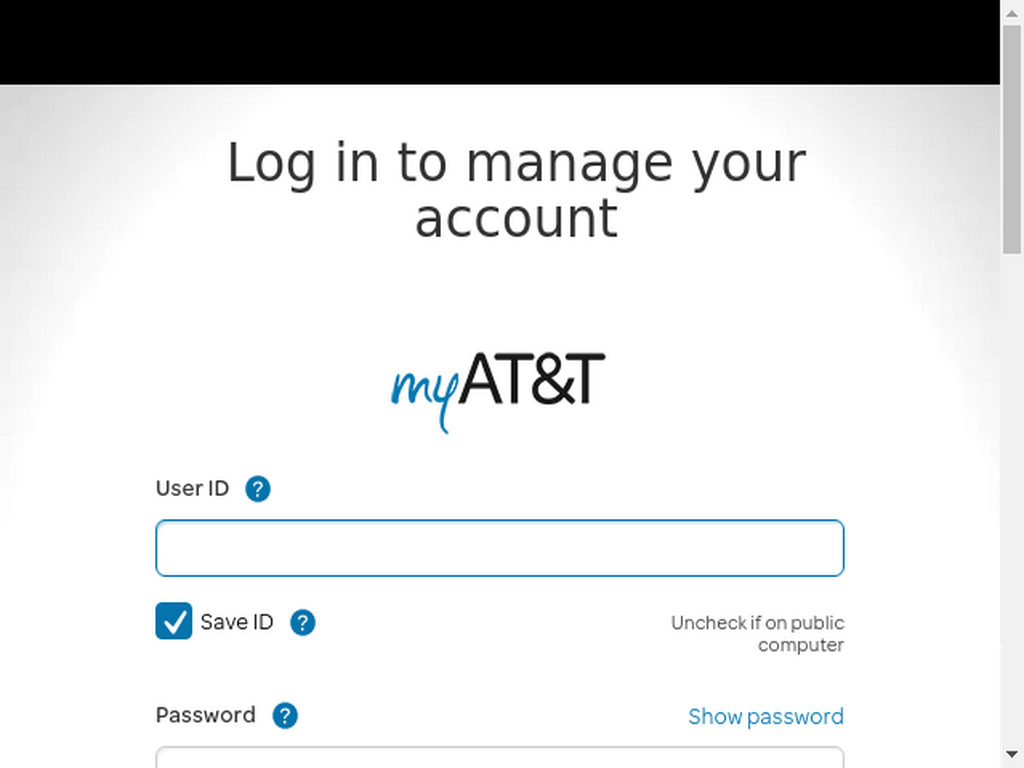 Log in to manage your
account
myAT&T
User ID ?
Save ID ?
Uncheck if on public
computer
Password ?
Show password